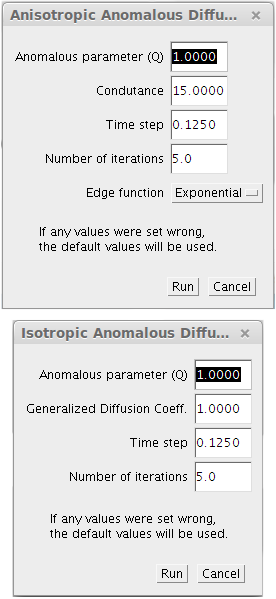 Anisotropic Anomalous Diffu... ×
Anomalous parameter (Q) 1.0000
Condutance 15.0000
Time step 0.1250
Number of iterations 5.0
Edge function Exponential
If any values were set wrong,
the default values will be used.
Run Cancel
Isotropic Anomalous Diffu... ×
Anomalous parameter (Q) 1.0000
Generalized Diffusion Coeff. 1.0000
Time step 0.1250
Number of iterations 5.0
If any values were set wrong,
the default values will be used.
Run Cancel